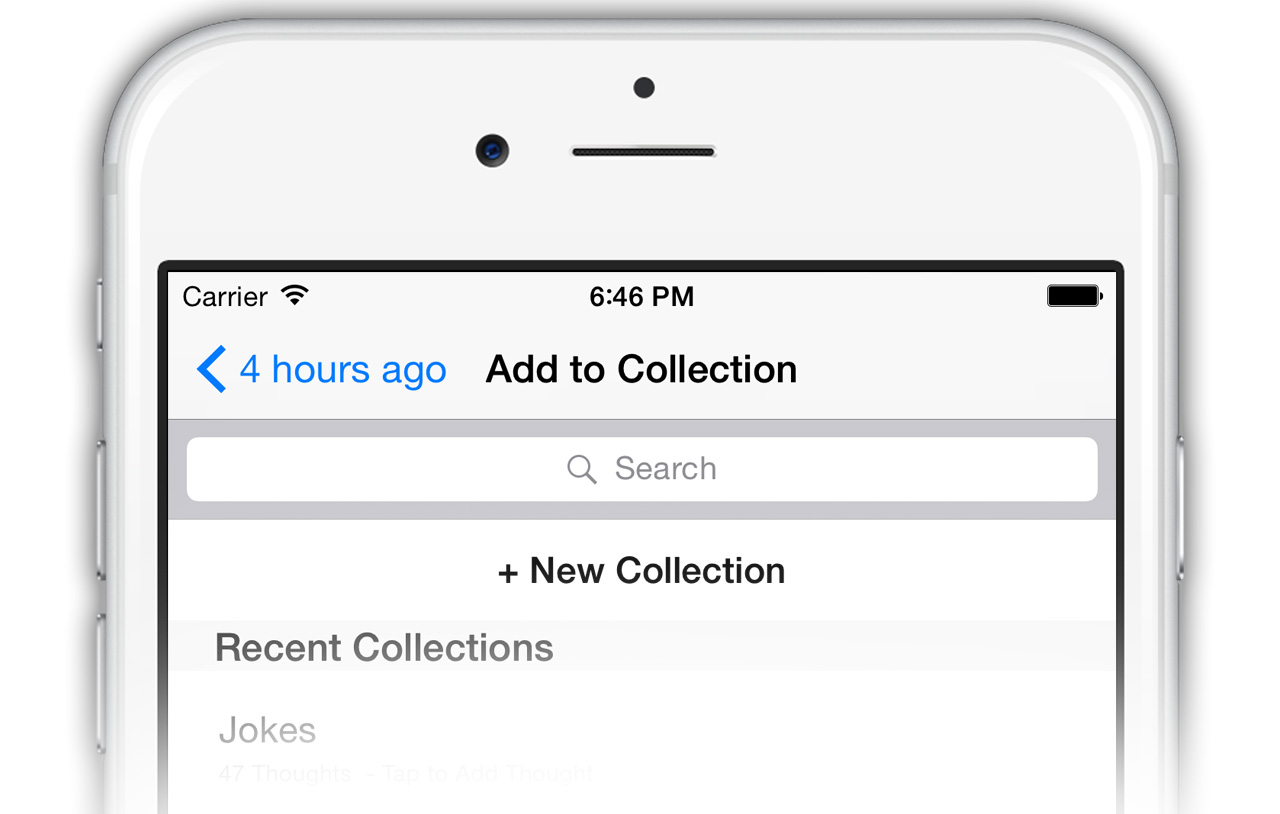 Carrier 6:46 PM
4 hours ago Add to Collection
Search
+ New Collection
Recent Collections
Jokes
47 Thoughts - Tap to Add Thought